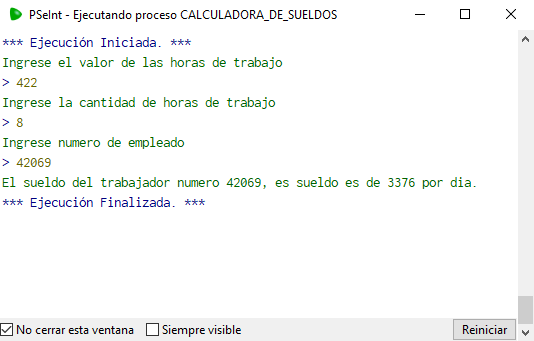 PSeInt - Ejecutando proceso CALCULADORA_DE_SUELDOS
*** Ejecución Iniciada. ***
Ingrese el valor de las horas de trabajo
> 422
Ingrese la cantidad de horas de trabajo
> 8
Ingrese numero de empleado
> 42069
El sueldo del trabajador numero 42069, es sueldo es de 3376 por dia.
*** Ejecución Finalizada. ***
No cerrar esta ventana Siempre visible Reiniciar